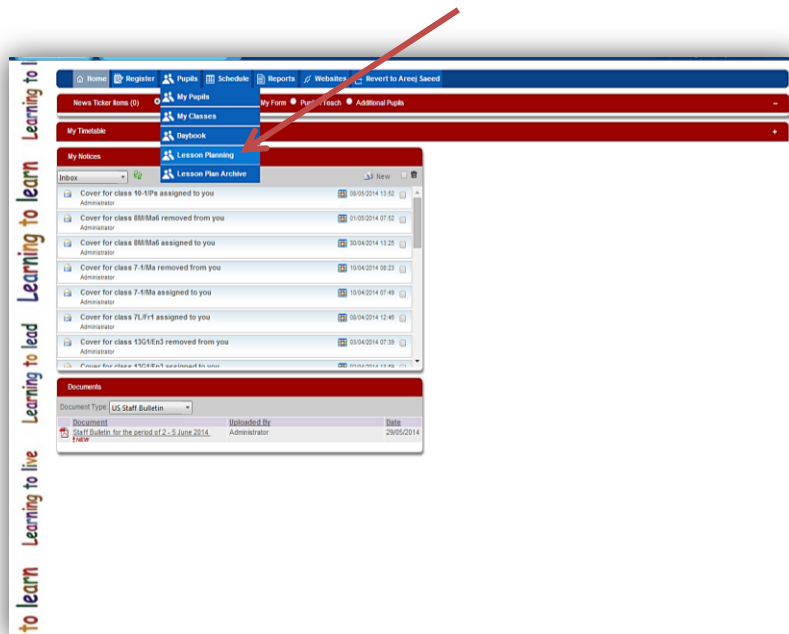 Home Register Pupils Schedule Reports Websites Revert to Areej Saeed
News Ticker Items (0) My Form Additional Pupils
My Pupils
My Classes
Daybook
Lesson Planning
Lesson Plan Archive
My Timetable
My Notices
Inbox New
Cover for class 10-1/Ps assigned to you 08/05/2014 13:52
Administrator
Cover for class 8M/Ma6 removed from you 01/05/2014 07:52
Administrator
Cover for class 8M/Ma6 assigned to you 30/04/2014 13:25
Administrator
Cover for class 7-1/Ma removed from you 10/04/2014 08:23
Administrator
Cover for class 7-1/Ma assigned to you 10/04/2014 07:49
Administrator
Cover for class 7L/Fr1 assigned to you 08/04/2014 12:46
Administrator
Cover for class 13G1/En3 removed from you 03/04/2014 07:39
Administrator
Cover for class 13G1/En3 assigned to you
Documents
Document Type: US Staff Bulletin
Document Uploaded By Date
Staff Bulletin for the period of 2 - 5 June 2014 Administrator 29/05/2014
! NEW
Learning to l
Learning to learn
Learning to lead
Learning to live
to learn